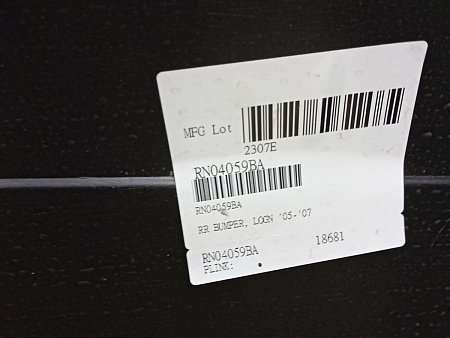 MFG Lot
2307E
RN04059BA
RN04059BA
RR BUMPER, LOGN '05-'07
RN04059BA 18681
PLINK: